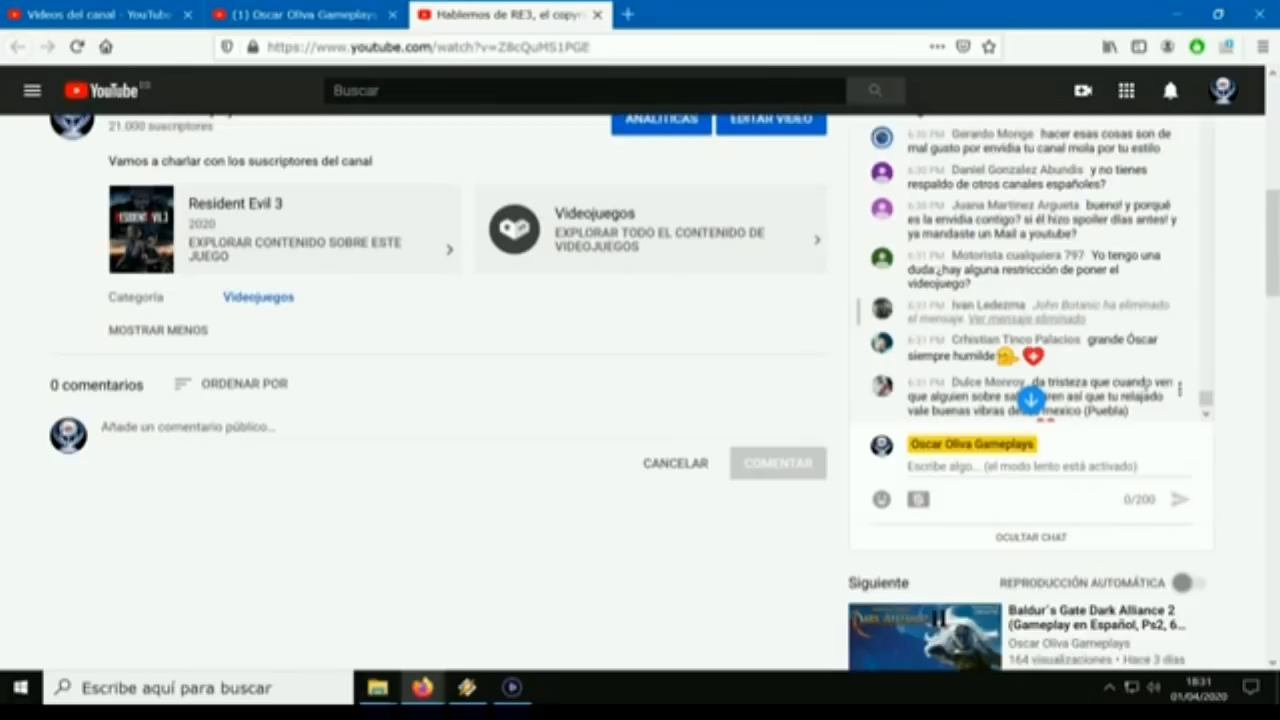 Videos del canal - YouTube
(1) Oscar Oliva Gameplays
Hablemos de RE3, el copyr
https://www.youtube.com/watch?v=Z8cQuMS1PGE
YouTube ES
Buscar
21.000 suscriptores
ANALÍTICAS
EDITAR VÍDEO
Vamos a charlar con los suscriptores del canal
RESIDENT EVIL 3
Resident Evil 3
2020
EXPLORAR CONTENIDO SOBRE ESTE
JUEGO
Videojuegos
EXPLORAR TODO EL CONTENIDO DE
VIDEOJUEGOS
Categoría
Videojuegos
MOSTRAR MENOS
0 comentarios
ORDENAR POR
Añade un comentario público...
CANCELAR
COMENTAR
6:30 PM Gerardo Monge hacer esas cosas son de
mal gusto por envidia tu canal mola por tu estilo
6:30 PM Daniel Gonzalez Abundis y no tienes
respaldo de otros canales españoles?
6:30 PM Juana Martinez Argueta bueno! y porqué
es la envidia contigo? si él hizo spoiler días antes! y
ya mandaste un Mail a youtube?
6:31 PM Motorista cualquiera 797 Yo tengo una
duda:¿hay alguna restricción de poner el
videojuego?
6:31 PM Ivan Ledezma John Botanic ha eliminado
el mensaje. Ver mensaje eliminado
6:31 PM Crhistian Tinco Palacios grande Óscar
siempre humilde
6:31 PM Dulce Monroy da tristeza que cuando ven
que alguien sobre así que tu relajado
vale buenas vibras mexico (Puebla)
Oscar Oliva Gameplays
Escribe algo... (el modo lento está activado)
0/200
OCULTAR CHAT
Siguiente
REPRODUCCIÓN AUTOMÁTICA
DARK ALLIANCE II
Baldur´s Gate Dark Alliance 2
(Gameplay en Español, Ps2, 6...
Oscar Oliva Gameplays
164 visualizaciones • Hace 3 días
Escribe aquí para buscar
18:31
01/04/2020